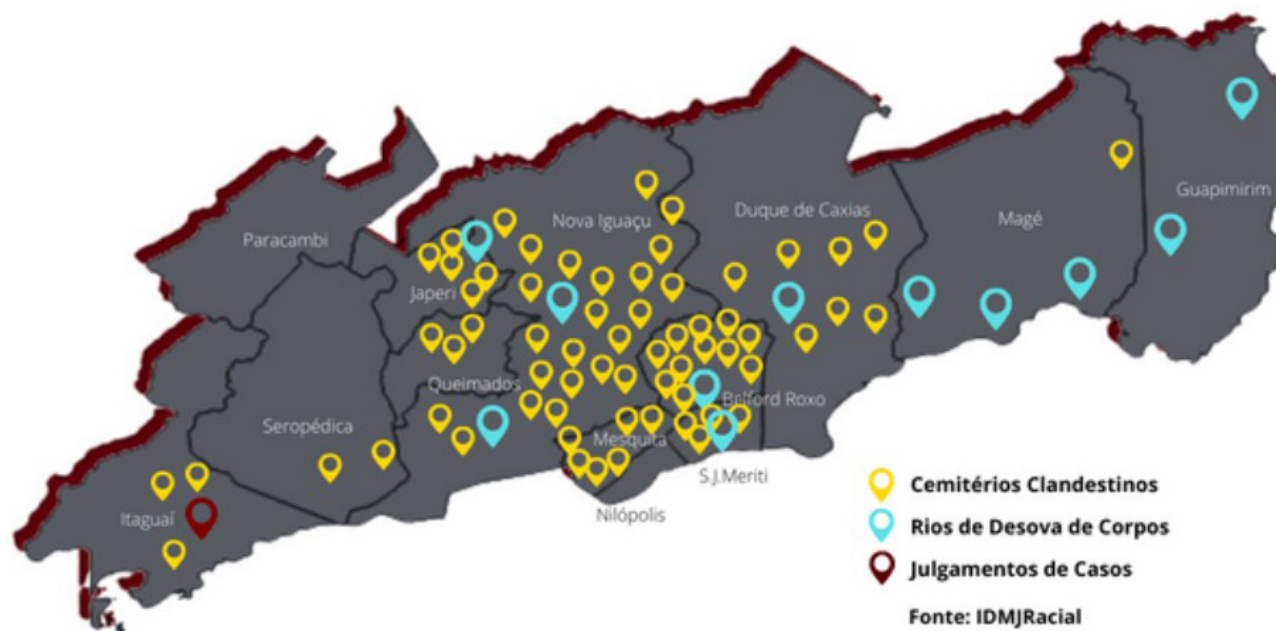 Guapimirim
Duque de Caxias
Magé
Nova Iguaçu
Paracambi
Japeri
Queimados
Belford Roxo
Seropédica
Mesquita
S.J.Meriti
Itaguaí
Nilópolis
Cemitérios Clandestinos
Rios de Desova de Corpos
Julgamentos de Casos
Fonte: IDMJRacial